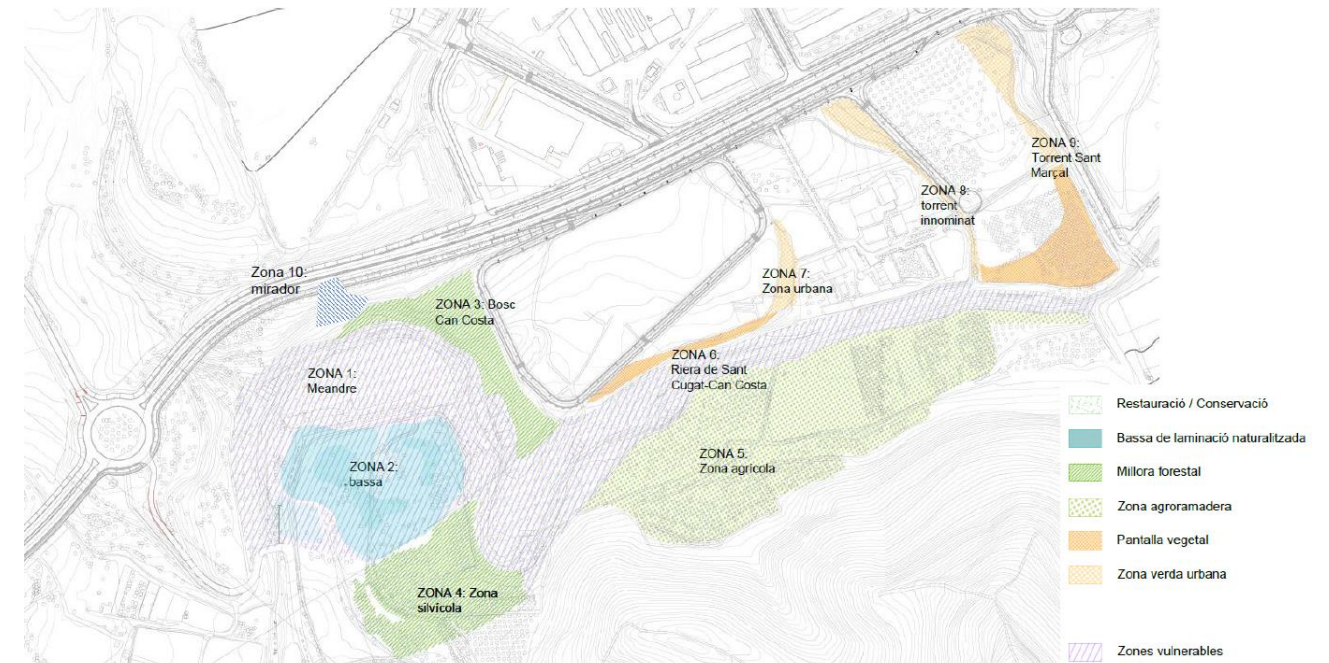 ZONA 9:
Torrent Sant
Marçal
ZONA 8:
torrent
innominat
Zona 10:
mirador
ZONA 7:
Zona urbana
ZONA 3: Bosc
Can Costa
ZONA 6:
Riera de Sant
Cugat-Can Costa
ZONA 1:
Meandre
ZONA 2:
.bassa
ZONA 5:
Zona agrícola
ZONA 4: Zona
silvícola
Restauració / Conservació
Bassa de laminació naturalitzada
Millora forestal
Zona agroramadera
Pantalla vegetal
Zona verda urbana
Zones vulnerables